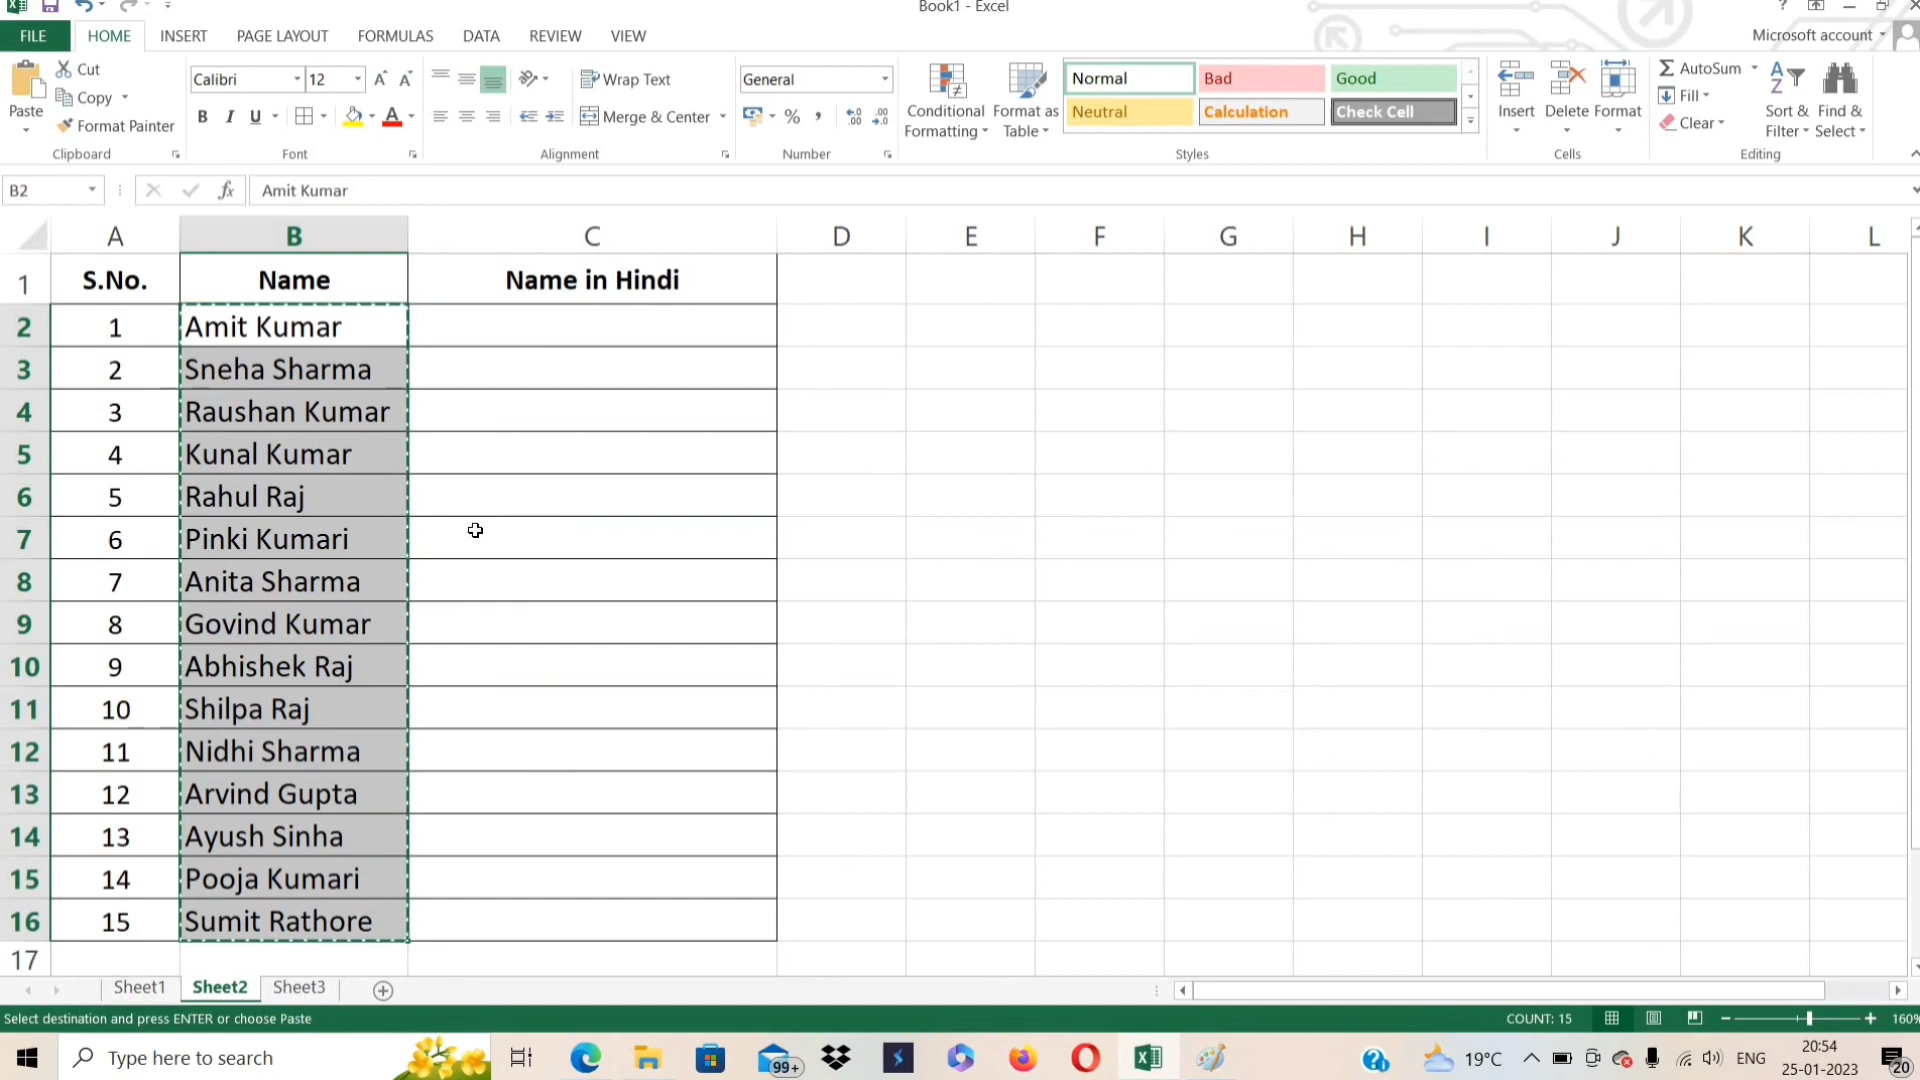 Book1 - Excel
?
FILE HOME INSERT PAGE LAYOUT FORMULAS DATA REVIEW VIEW
Microsoft account
Paste
Cut
Copy
Format Painter
Clipboard
Calibri 12
B I U A
Font
Wrap Text
Merge & Center
Alignment
General
%
Number
Conditional Formatting
Format as Table
Normal Bad Good
Neutral Calculation Check Cell
Styles
Insert Delete Format
Cells
AutoSum
Fill
Clear
Sort & Filter
Find & Select
Editing
B2 fx Amit Kumar
A B C D E F G H I J K L
1 S.No. Name Name in Hindi
2 1 Amit Kumar
3 2 Sneha Sharma
4 3 Raushan Kumar
5 4 Kunal Kumar
6 5 Rahul Raj
7 6 Pinki Kumari
8 7 Anita Sharma
9 8 Govind Kumar
10 9 Abhishek Raj
11 10 Shilpa Raj
12 11 Nidhi Sharma
13 12 Arvind Gupta
14 13 Ayush Sinha
15 14 Pooja Kumari
16 15 Sumit Rathore
17
Sheet1 Sheet2 Sheet3
Select destination and press ENTER or choose Paste
COUNT: 15
160%
Type here to search
99+
19°C
ENG
20:54
25-01-2023
20